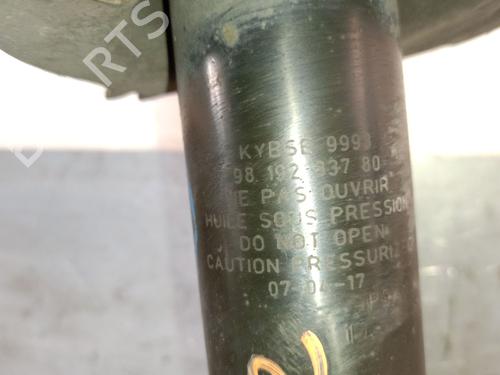 KYBSE 9993
98 192 337 80
NE PAS OUVRIR
HUILE SOUS PRESSION
DO NOT OPEN
CAUTION PRESSURI
07-04-17